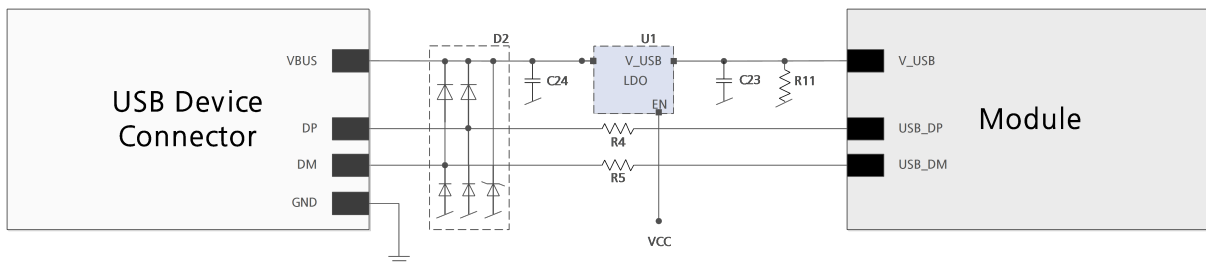 D2
U1
VBUS
V_USB
V_USB
C24
LDO
C23
R11
USB Device
Connector
EN
Module
DP
R4
USB_DP
DM
R5
USB_DM
GND
VCC